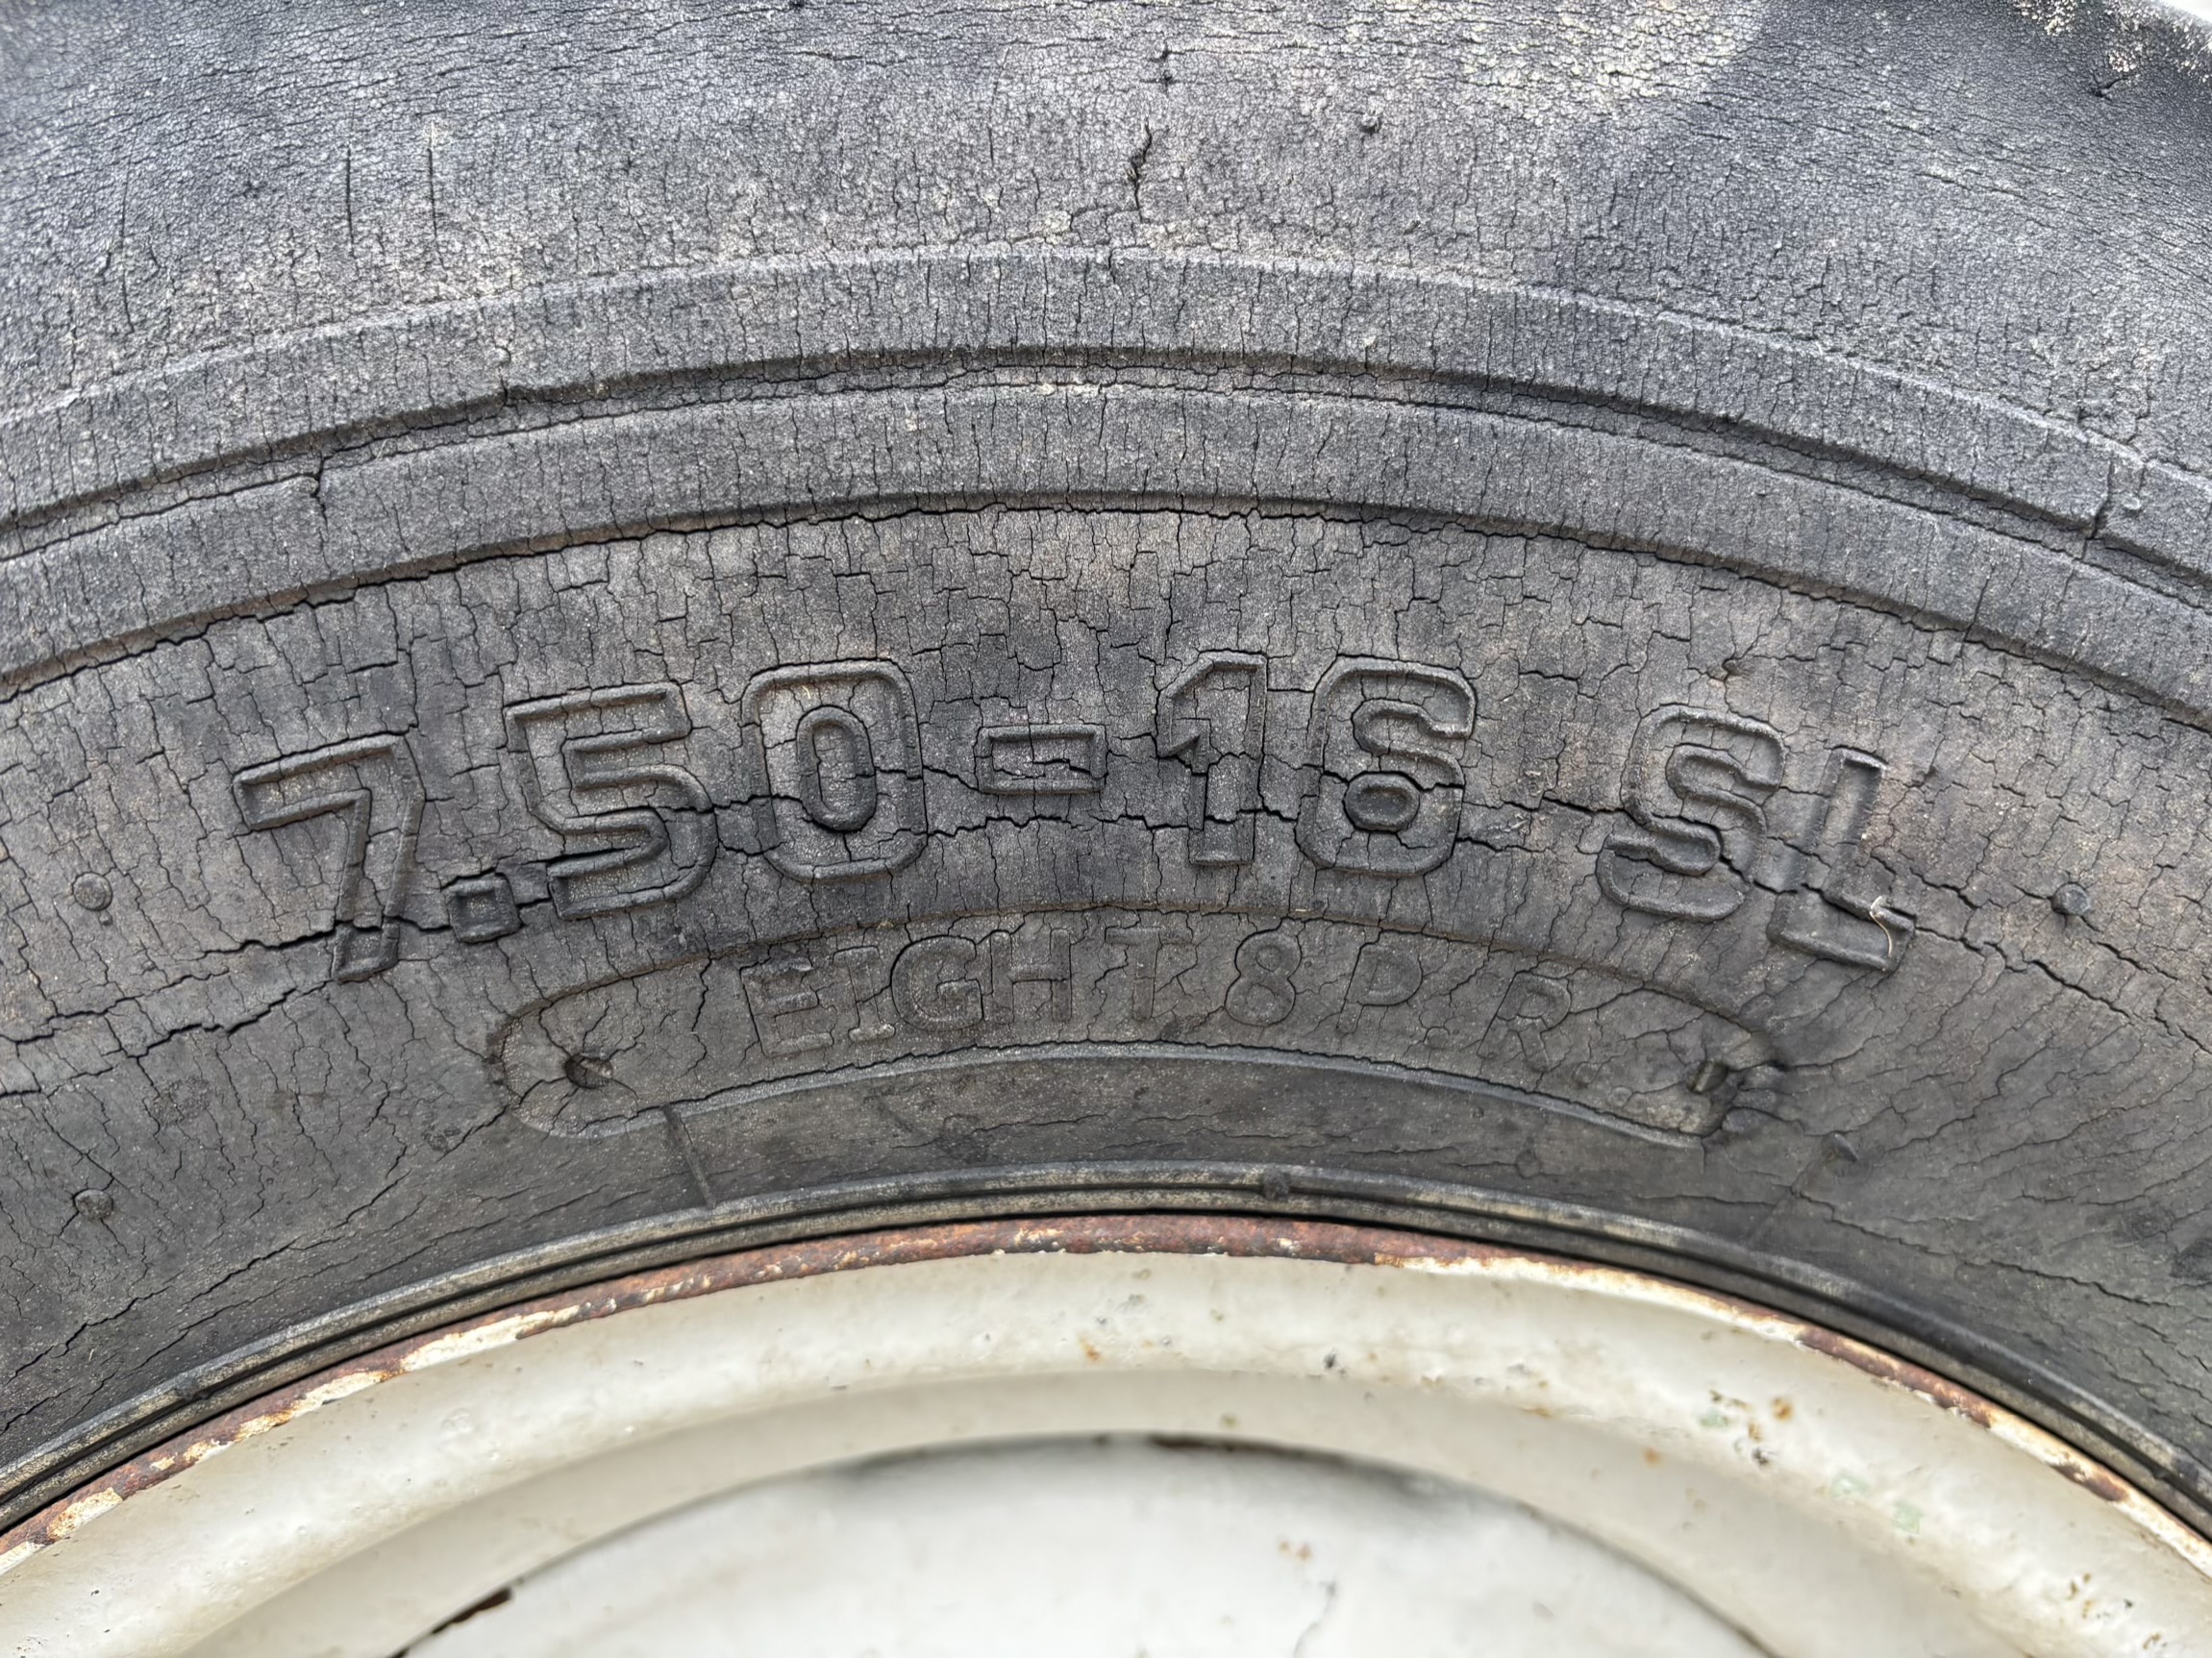 7.50-16 SL
EIGHT 8 P R